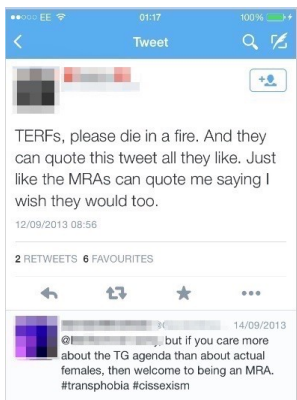 EE 01:17 100%
Tweet
TERFs, please die in a fire. And they
can quote this tweet all they like. Just
like the MRAs can quote me saying I
wish they would too.
12/09/2013 08:56
2 RETWEETS 6 FAVOURITES
14/09/2013
, but if you care more
about the TG agenda than about actual
females, then welcome to being an MRA.
#transphobia #cissexism